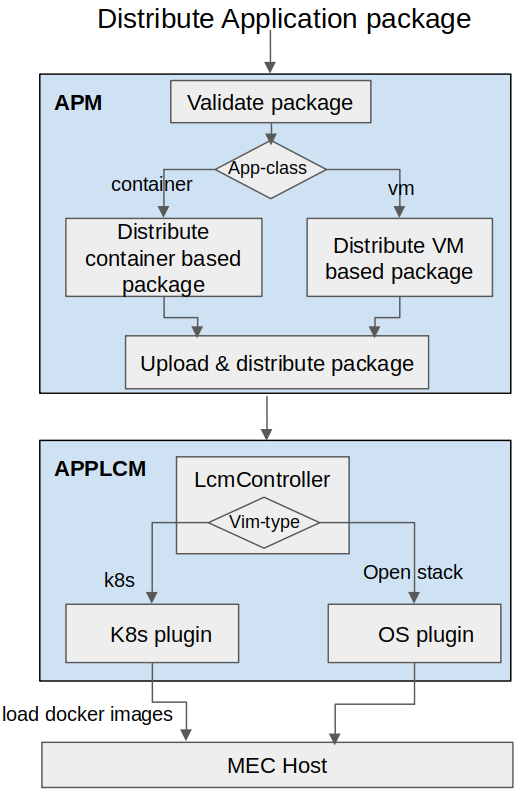 Distribute Application package
APM
Validate package
App-class
container
vm
Distribute
container based
package
Distribute VM
based package
Upload & distribute package
APPLCM
LcmController
Vim-type
k8s
Open stack
K8s plugin
OS plugin
load docker images
MEC Host